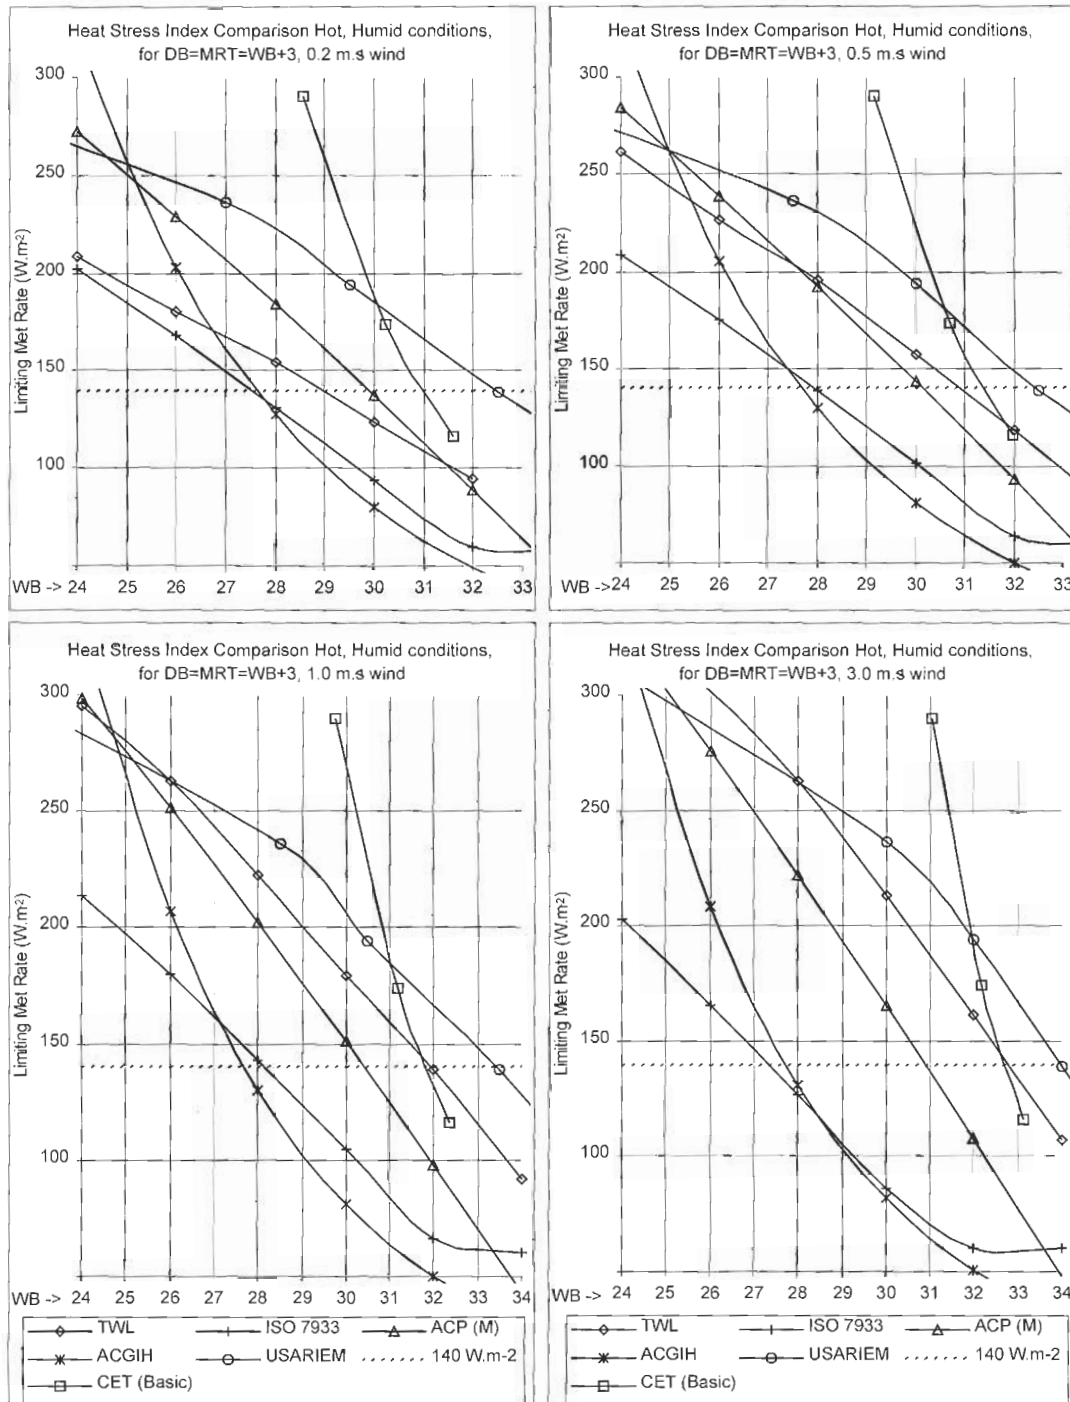 Heat Stress Index Comparison Hot, Humid conditions,
for DB=MRT=WB+3, 0.2 m.s wind
300
250
200
150
100
Limiting Met Rate (W.m²)
WB -> 24 25 26 27 28 29 30 31 32 33
Heat Stress Index Comparison Hot, Humid conditions,
for DB=MRT=WB+3, 0.5 m.s wind
300
250
200
150
100
Limiting Met Rate (W.m²)
WB -> 24 25 26 27 28 29 30 31 32 33
Heat Stress Index Comparison Hot, Humid conditions,
for DB=MRT=WB+3, 1.0 m.s wind
300
250
200
150
100
Limiting Met Rate (W.m²)
WB -> 24 25 26 27 28 29 30 31 32 33 34
TWL ISO 7933 ACP (M)
ACGIH USARIEM 140 W.m-2
CET (Basic)
Heat Stress Index Comparison Hot, Humid conditions,
for DB=MRT=WB+3, 3.0 m.s wind
300
250
200
150
100
Limiting Met Rate (W.m²)
WB -> 24 25 26 27 28 29 30 31 32 33 34
TWL ISO 7933 ACP (M)
ACGIH USARIEM 140 W.m-2
CET (Basic)